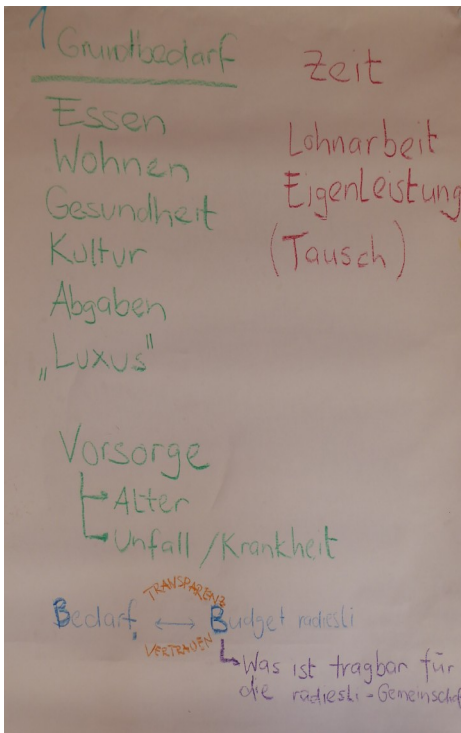 1 Grundbedarf
Essen
Wohnen
Gesundheit
Kultur
Abgaben
„Luxus"
Zeit
Lohnarbeit
Eigenleistung
(Tausch)
Vorsorge
Alter
Unfall/Krankheit
TRANSPARENZ
Bedarf ↔ Budget radiesli
VERTRAUEN
Was ist tragbar für
die radiesli-Gemeinschaf